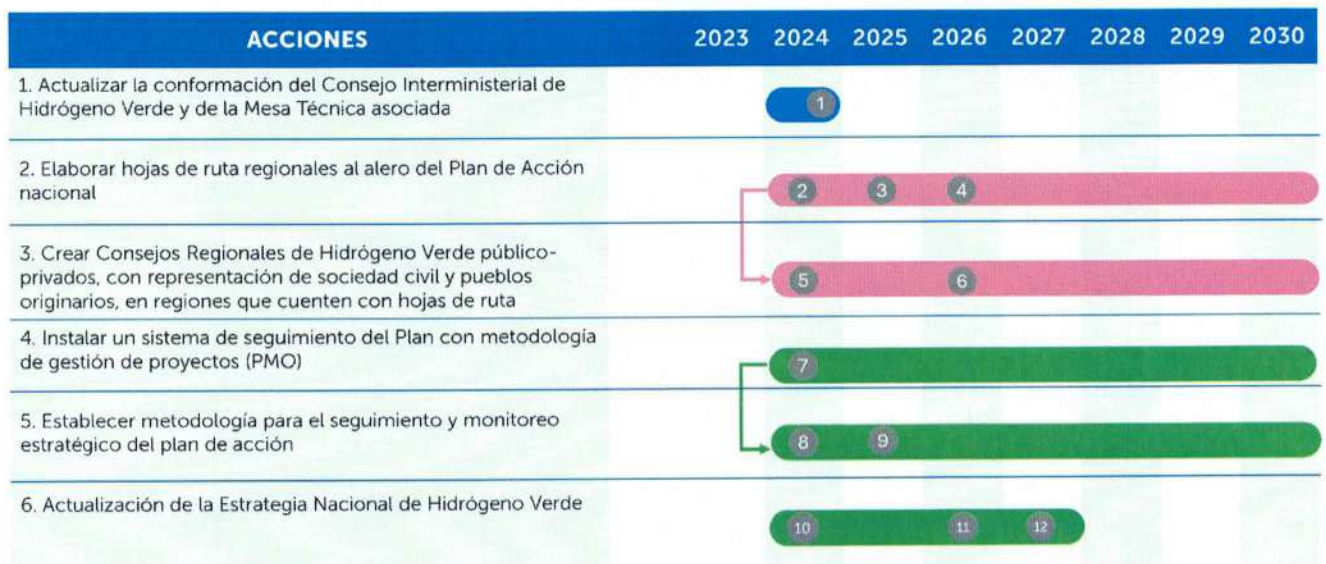 ACCIONES 2023 2024 2025 2026 2027 2028 2029 2030
1. Actualizar la conformación del Consejo Interministerial de
Hidrógeno Verde y de la Mesa Técnica asociada
1
2. Elaborar hojas de ruta regionales al alero del Plan de Acción
nacional
2 3 4
3. Crear Consejos Regionales de Hidrógeno Verde público-
privados, con representación de sociedad civil y pueblos
originarios, en regiones que cuenten con hojas de ruta
5 6
4. Instalar un sistema de seguimiento del Plan con metodología
de gestión de proyectos (PMO)
7
5. Establecer metodología para el seguimiento y monitoreo
estratégico del plan de acción
8 9
6. Actualización de la Estrategia Nacional de Hidrógeno Verde
10 11 12